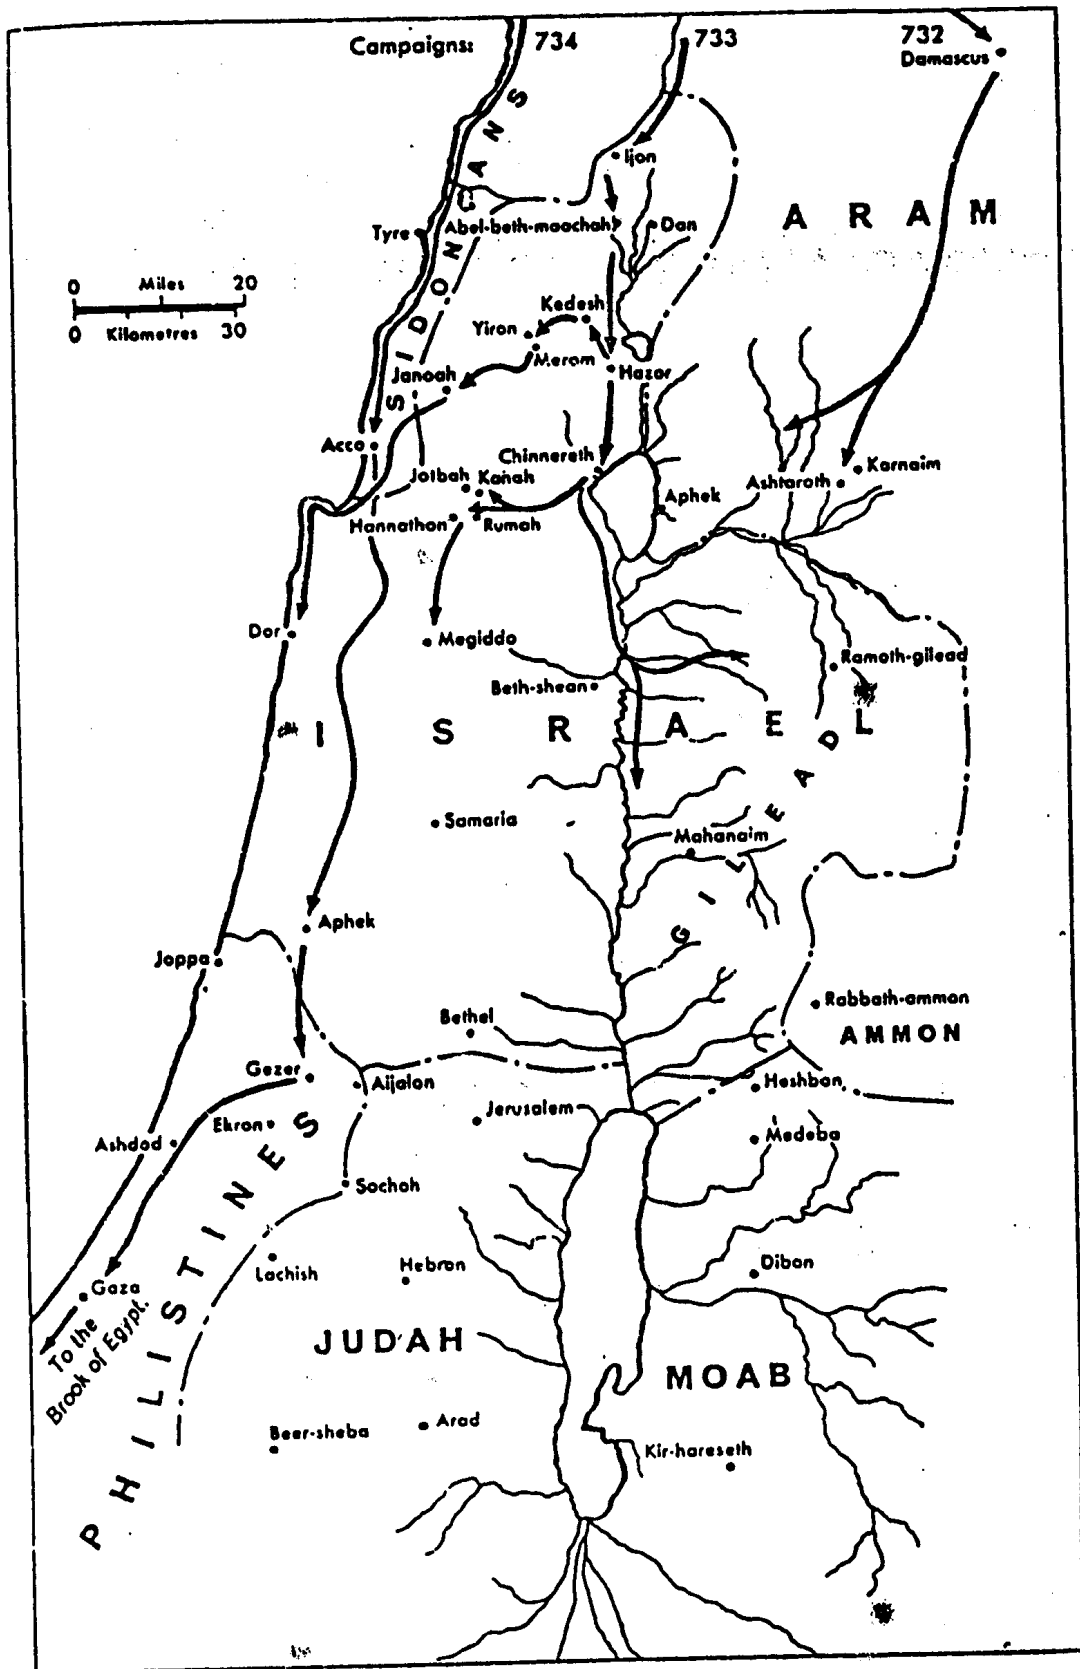 Campaigns:
734
733
732
Damascus
Ijon
SIDONIANS
Tyre
Abel-beth-maachah
Dan
ARAM
0 Miles 20
0 Kilometres 30
Kedesh
Yiron
Merom
Janoah
Hazor
Acco
Chinnereth
Jotbah
Kanah
Aphek
Ashtaroth
Karnaim
Hannathon
Rumah
Dor
Megiddo
Ramoth-gilead
Beth-shean
ISRAEL
GILEAD
Samaria
Mahanaim
Aphek
Joppa
Rabbath-ammon
AMMON
Bethel
Gezer
Aijalon
Heshbon
Jerusalem
Ekron
Ashdod
Medeba
Sochoh
PHILISTINES
Lachish
Hebron
Dibon
Gaza
To the
Brook of Egypt.
JUDAH
MOAB
Arad
Beer-sheba
Kir-hareseth